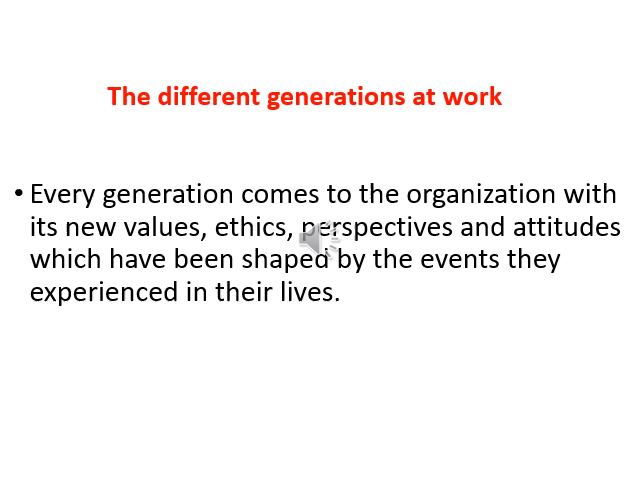 The different generations at work
• Every generation comes to the organization with
its new values, ethics, perspectives and attitudes
which have been shaped by the events they
experienced in their lives.